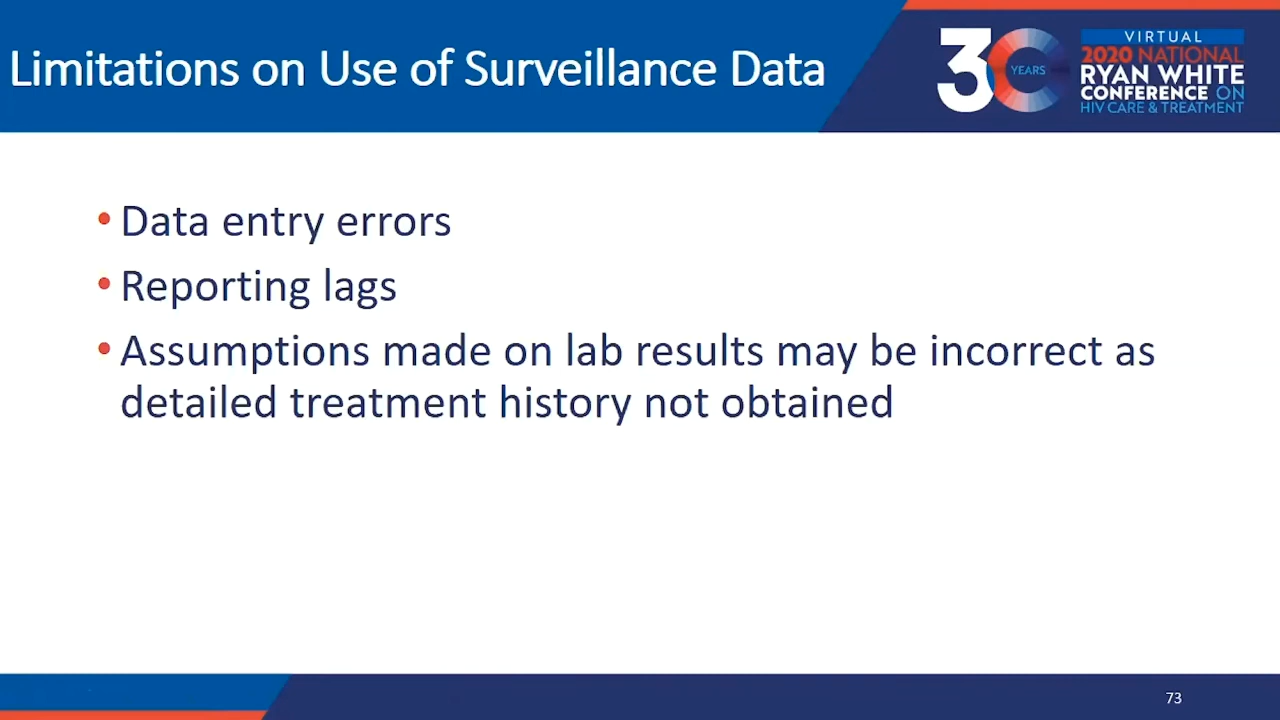 Limitations on Use of Surveillance Data
30
YEARS
VIRTUAL
2020 NATIONAL
RYAN WHITE
CONFERENCE ON
HIV CARE & TREATMENT
• Data entry errors
• Reporting lags
• Assumptions made on lab results may be incorrect as
detailed treatment history not obtained
73